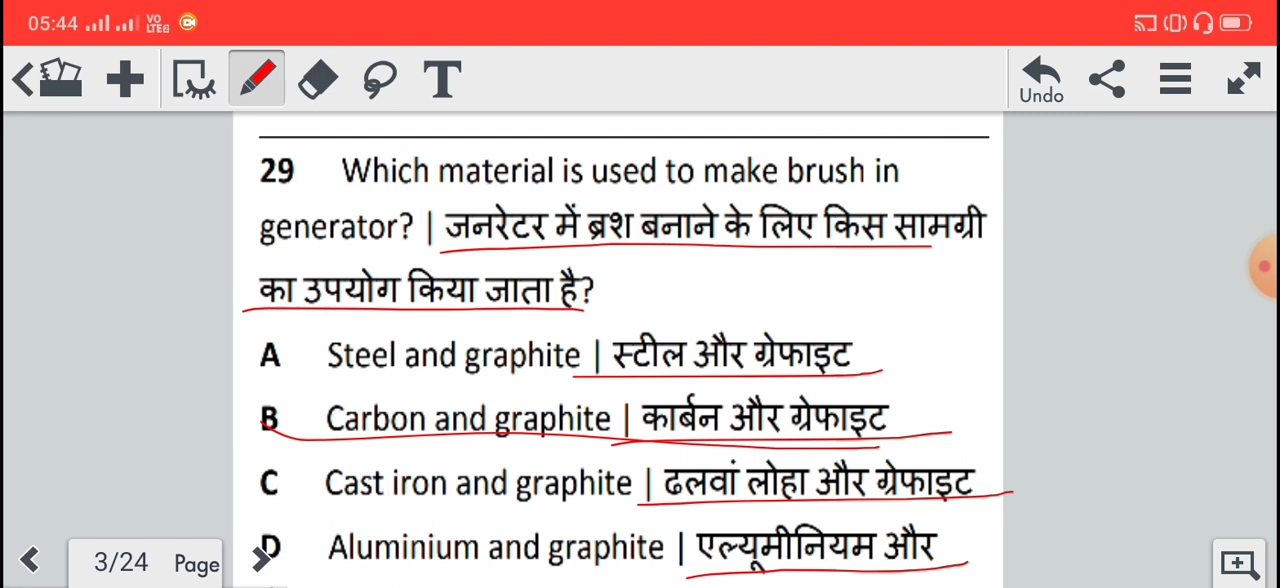 05:44 VO LTE2
T
Undo
29 Which material is used to make brush in
generator? | जनरेटर में ब्रश बनाने के लिए किस सामग्री
का उपयोग किया जाता है?
A Steel and graphite | स्टील और ग्रेफाइट
B Carbon and graphite | कार्बन और ग्रेफाइट
C Cast iron and graphite | ढलवां लोहा और ग्रेफाइट
D Aluminium and graphite | एल्यूमीनियम और
3/24 Page